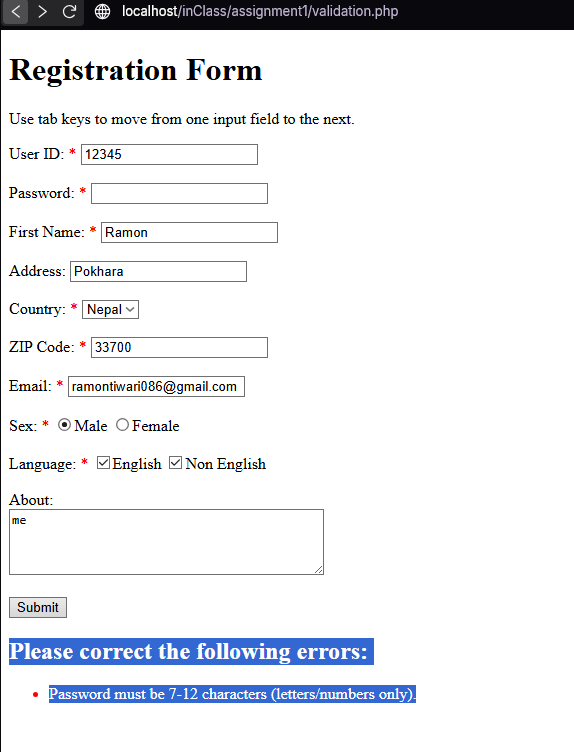 localhost/inClass/assignment1/validation.php
Registration Form
Use tab keys to move from one input field to the next.
User ID: * 12345
Password: *
First Name: * Ramon
Address: Pokhara
Country: * Nepal
ZIP Code: * 33700
Email: * ramontiwari086@gmail.com
Sex: * Male Female
Language: * English Non English
About:
me
Submit
Please correct the following errors:
Password must be 7-12 characters (letters/numbers only).